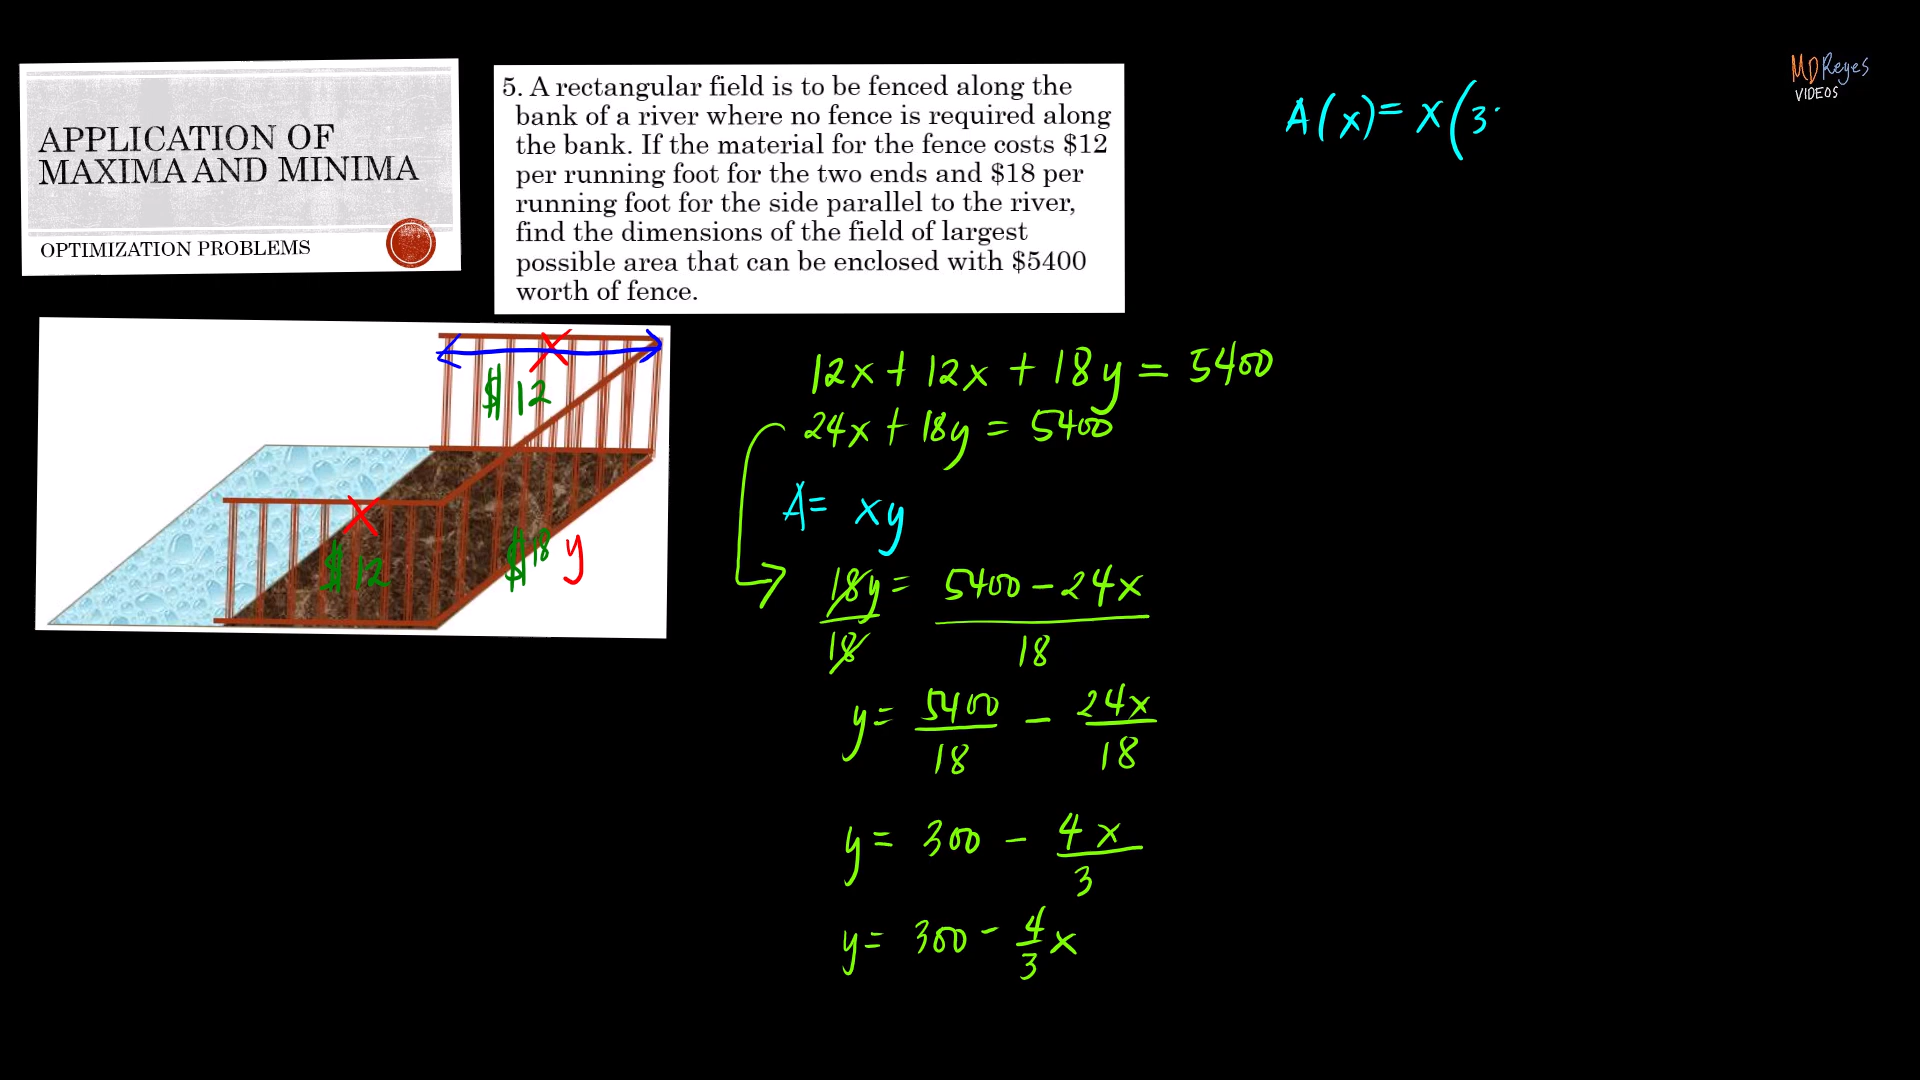 APPLICATION OF
MAXIMA AND MINIMA
OPTIMIZATION PROBLEMS
5. A rectangular field is to be fenced along the
bank of a river where no fence is required along
the bank. If the material for the fence costs $12
per running foot for the two ends and $18 per
running foot for the side parallel to the river,
find the dimensions of the field of largest
possible area that can be enclosed with $5400
worth of fence.
A(x) = x(3
MD Reyes
VIDEOS
x
$12
x
$12
$18 y
12x + 12x + 18y = 5400
24x + 18y = 5400
A = xy
18y = 5400 - 24x
18 18
y = 5400 - 24x
18 18
y = 300 - 4x
3
y = 300 - 4/3 x